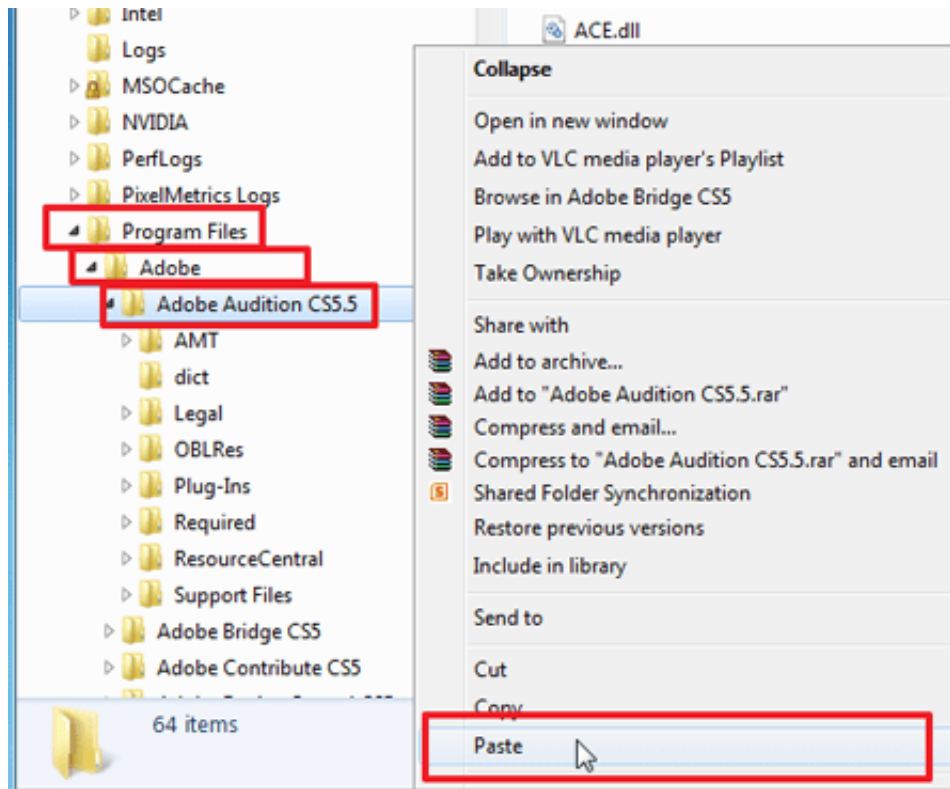 Intel
Logs
MSOCache
NVIDIA
PerfLogs
PixelMetrics Logs
Program Files
Adobe
Adobe Audition CS5.5
AMT
dict
Legal
OBLRes
Plug-Ins
Required
ResourceCentral
Support Files
Adobe Bridge CS5
Adobe Contribute CS5
64 items
ACE.dll
Collapse
Open in new window
Add to VLC media player's Playlist
Browse in Adobe Bridge CS5
Play with VLC media player
Take Ownership
Share with
Add to archive...
Add to "Adobe Audition CS5.5.rar"
Compress and email...
Compress to "Adobe Audition CS5.5.rar" and email
Shared Folder Synchronization
Restore previous versions
Include in library
Send to
Cut
Copy
Paste